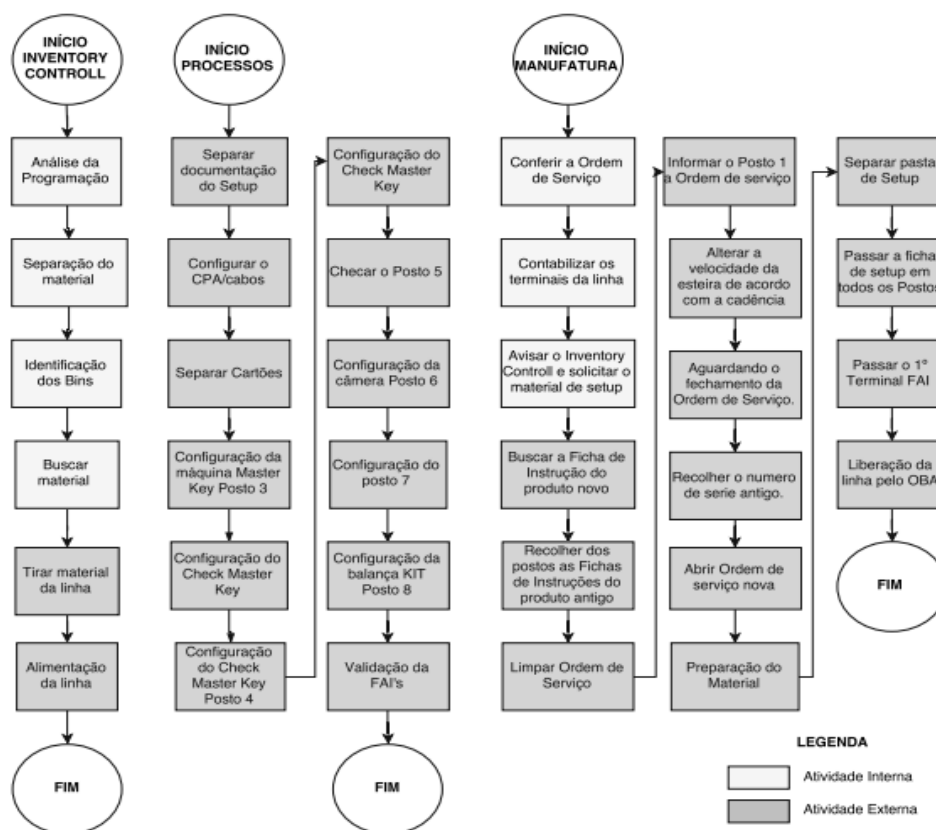 INÍCIO
INVENTORY
CONTROLL
Análise da
Programação
Separação do
material
Identificação
dos Bins
Buscar
material
Tirar material
da linha
Alimentação
da linha
FIM
INÍCIO
PROCESSOS
Separar
documentação
do Setup
Configurar o
CPA/cabos
Separar Cartões
Configuração da
máquina Master
Key Posto 3
Configuração do
Check Master
Key
Configuração
do Check
Master Key
Posto 4
Configuração do
Check Master
Key
Checar o Posto 5
Configuração da
câmera Posto 6
Configuração do
posto 7
Configuração da
balança KIT
Posto 8
Validação da
FAI's
FIM
INÍCIO
MANUFATURA
Conferir a Ordem
de Serviço
Contabilizar os
terminais da linha
Avisar o Inventory
Controll e solicitar o
material de setup
Buscar a Ficha de
Instrução do
produto novo
Recolher dos
postos as Fichas
de Instruções do
produto antigo
Limpar Ordem de
Serviço
Informar o Posto 1
a Ordem de serviço
Alterar a
velocidade da
esteira de acordo
com a cadência
Aguardando o
fechamento da
Ordem de Serviço.
Recolher o numero
de serie antigo.
Abrir Ordem de
serviço nova
Preparação do
Material
Separar pasta
de Setup
Passar a ficha
de setup em
todos os Postos
Passar o 1º
Terminal FAI
Liberação da
linha pelo OBA
FIM
LEGENDA
Atividade Interna
Atividade Externa